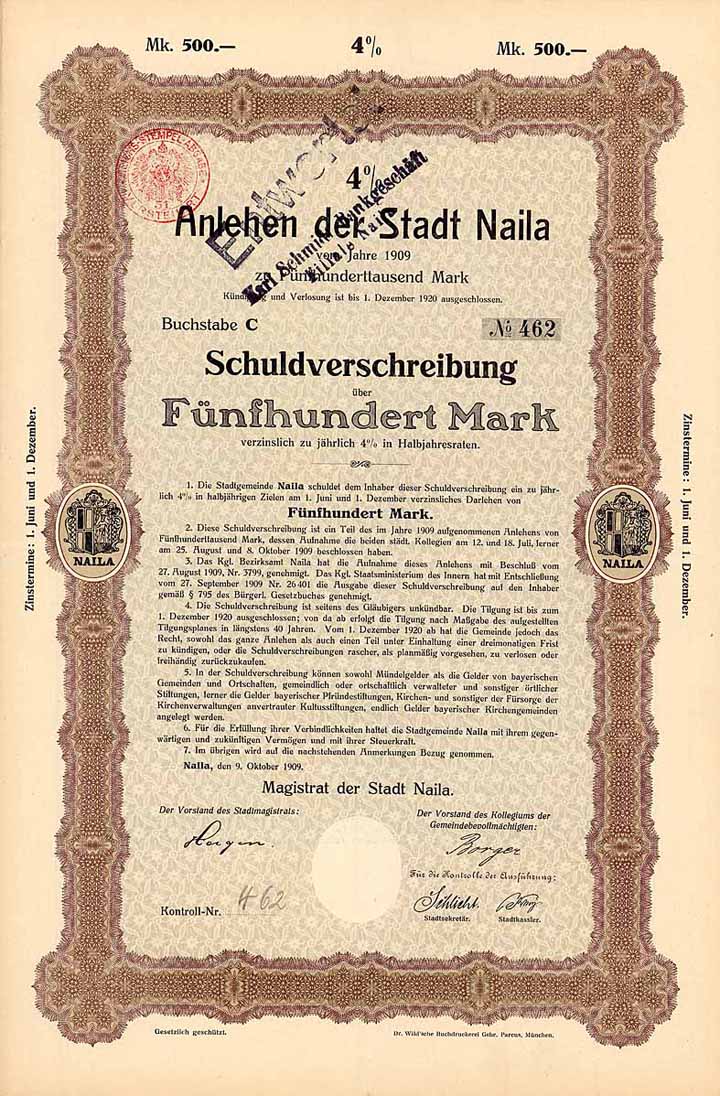 Mk. 500.— 4% Mk. 500.—
Entwertet
4%
Anlehen der Stadt Naila
vom Jahre 1909
zu Fünfhunderttausend Mark
Karl Schmidt Bankgeschäft
Filiale Naila
Kündigung und Verlosung ist bis 1. Dezember 1920 ausgeschlossen.
Buchstabe C № 462
Schuldverschreibung
über
Fünfhundert Mark
verzinslich zu jährlich 4% in Halbjahresraten.
1. Die Stadtgemeinde Naila schuldet dem Inhaber dieser Schuldverschreibung ein zu jähr-
lich 4% in halbjährigen Zielen am 1. Juni und 1. Dezember verzinsliches Darlehen von
Fünfhundert Mark.
2. Diese Schuldverschreibung ist ein Teil des im Jahre 1909 aufgenommenen Anlehens von
Fünfhunderttausend Mark, dessen Aufnahme die beiden städt. Kollegien am 12. und 18. Juli, ferner
am 25. August und 8. Oktober 1909 beschlossen haben.
3. Das Kgl. Bezirksamt Naila hat die Aufnahme dieses Anlehens mit Beschluß vom
27. August 1909, Nr. 3799, genehmigt. Das Kgl. Staatsministerium des Innern hat mit Entschließung
vom 27. September 1909 Nr. 26401 die Ausgabe dieser Schuldverschreibung auf den Inhaber
gemäß § 795 des Bürgerl. Gesetzbuches genehmigt.
4. Die Schuldverschreibung ist seitens des Gläubigers unkündbar. Die Tilgung ist bis zum
1. Dezember 1920 ausgeschlossen; von da ab erfolgt die Tilgung nach Maßgabe des aufgestellten
Tilgungsplanes in längstens 40 Jahren. Vom 1. Dezember 1920 ab hat die Gemeinde jedoch das
Recht, sowohl das ganze Anlehen als auch einen Teil unter Einhaltung einer dreimonatigen Frist
zu kündigen, oder die Schuldverschreibungen rascher, als planmäßig vorgesehen, zu verlosen oder
freihändig zurückzukaufen.
5. In der Schuldverschreibung können sowohl Mündelgelder als die Gelder von bayerischen
Gemeinden und Ortschaften, gemeindlich oder ortschaftlich verwalteter und sonstiger örtlicher
Stiftungen, ferner die Gelder bayerischer Pfründestiftungen, Kirchen- und sonstiger der Fürsorge der
Kirchenverwaltungen anvertrauter Kultusstiftungen, endlich Gelder bayerischer Kirchengemeinden
angelegt werden.
6. Für die Erfüllung ihrer Verbindlichkeiten haftet die Stadtgemeinde Naila mit ihrem gegen-
wärtigen und zukünftigen Vermögen und mit ihrer Steuerkraft.
7. Im übrigen wird auf die nachstehenden Anmerkungen Bezug genommen.
Naila, den 9. Oktober 1909.
Magistrat der Stadt Naila.
Der Vorstand des Stadtmagistrats:
Hagen
Der Vorstand des Kollegiums der
Gemeindebevollmächtigten:
Borger
Für die Kontrolle der Ausführung:
Schlicht
Stadtsekretär. Stadtkassier.
Kontroll-Nr. 462
NAILA
NAILA
Zinstermine: 1. Juni und 1. Dezember.
Zinstermine: 1. Juni und 1. Dezember.
Gesetzlich geschützt. Dr. Wild'sche Buchdruckerei Gebr. Parcus, München.